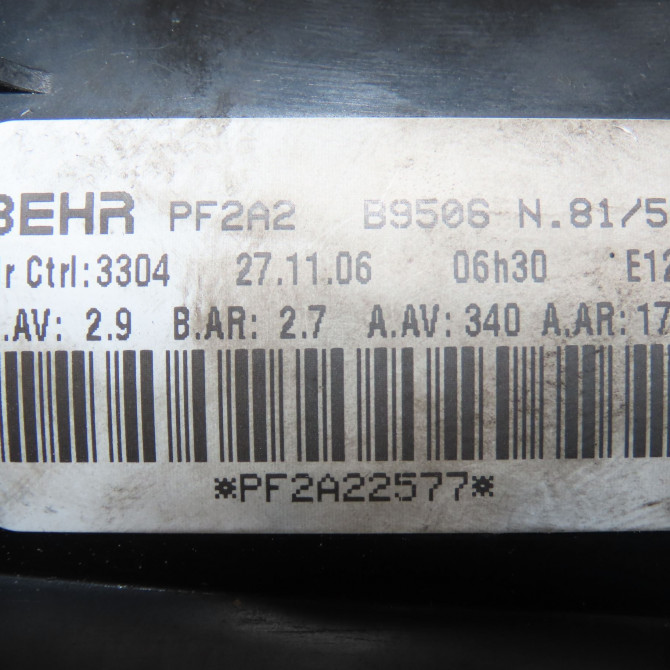 BEHR PF2A2 B9506 N.81/5
r Ctrl:3304 27.11.06 06h30 E12
.AV: 2.9 B.AR: 2.7 A.AV: 340 A.AR: 17
*PF2A22577*